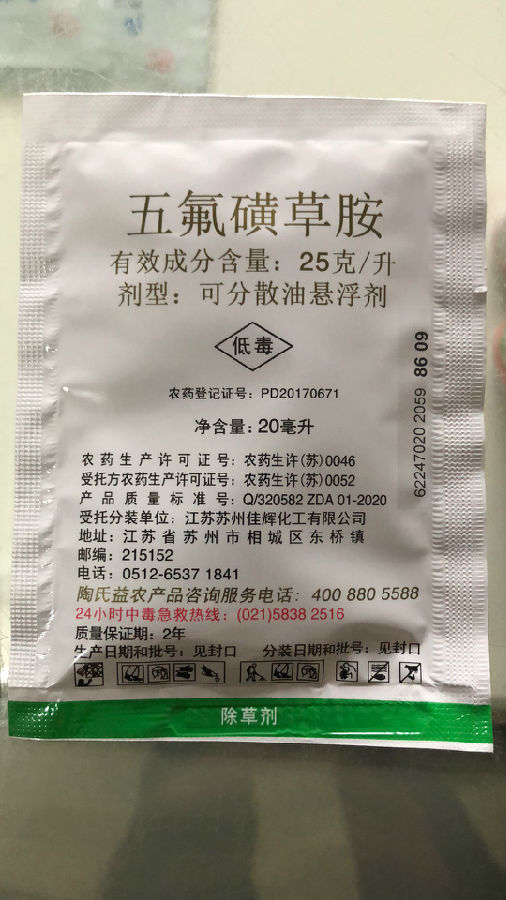 五氟磺草胺
有效成分含量：25克/升
剂型：可分散油悬浮剂
低毒
农药登记证号：PD20170671
净含量：20毫升
农药生产许可证号：农药生许(苏)0046
受托方农药生产许可证号：农药生许(苏)0052
产品质量标准号：Q/320582 ZDA 01-2020
受托分装单位：江苏苏州佳辉化工有限公司
地址：江苏省苏州市相城区东桥镇
邮编：215152
电话：0512-6537 1841
陶氏益农产品咨询服务电话：400 880 5588
24小时中毒急救热线：(021)5838 2516
质量保证期：2年
生产日期和批号：见封口 分装日期和批号：见封口
除草剂
62247020 2059 8609